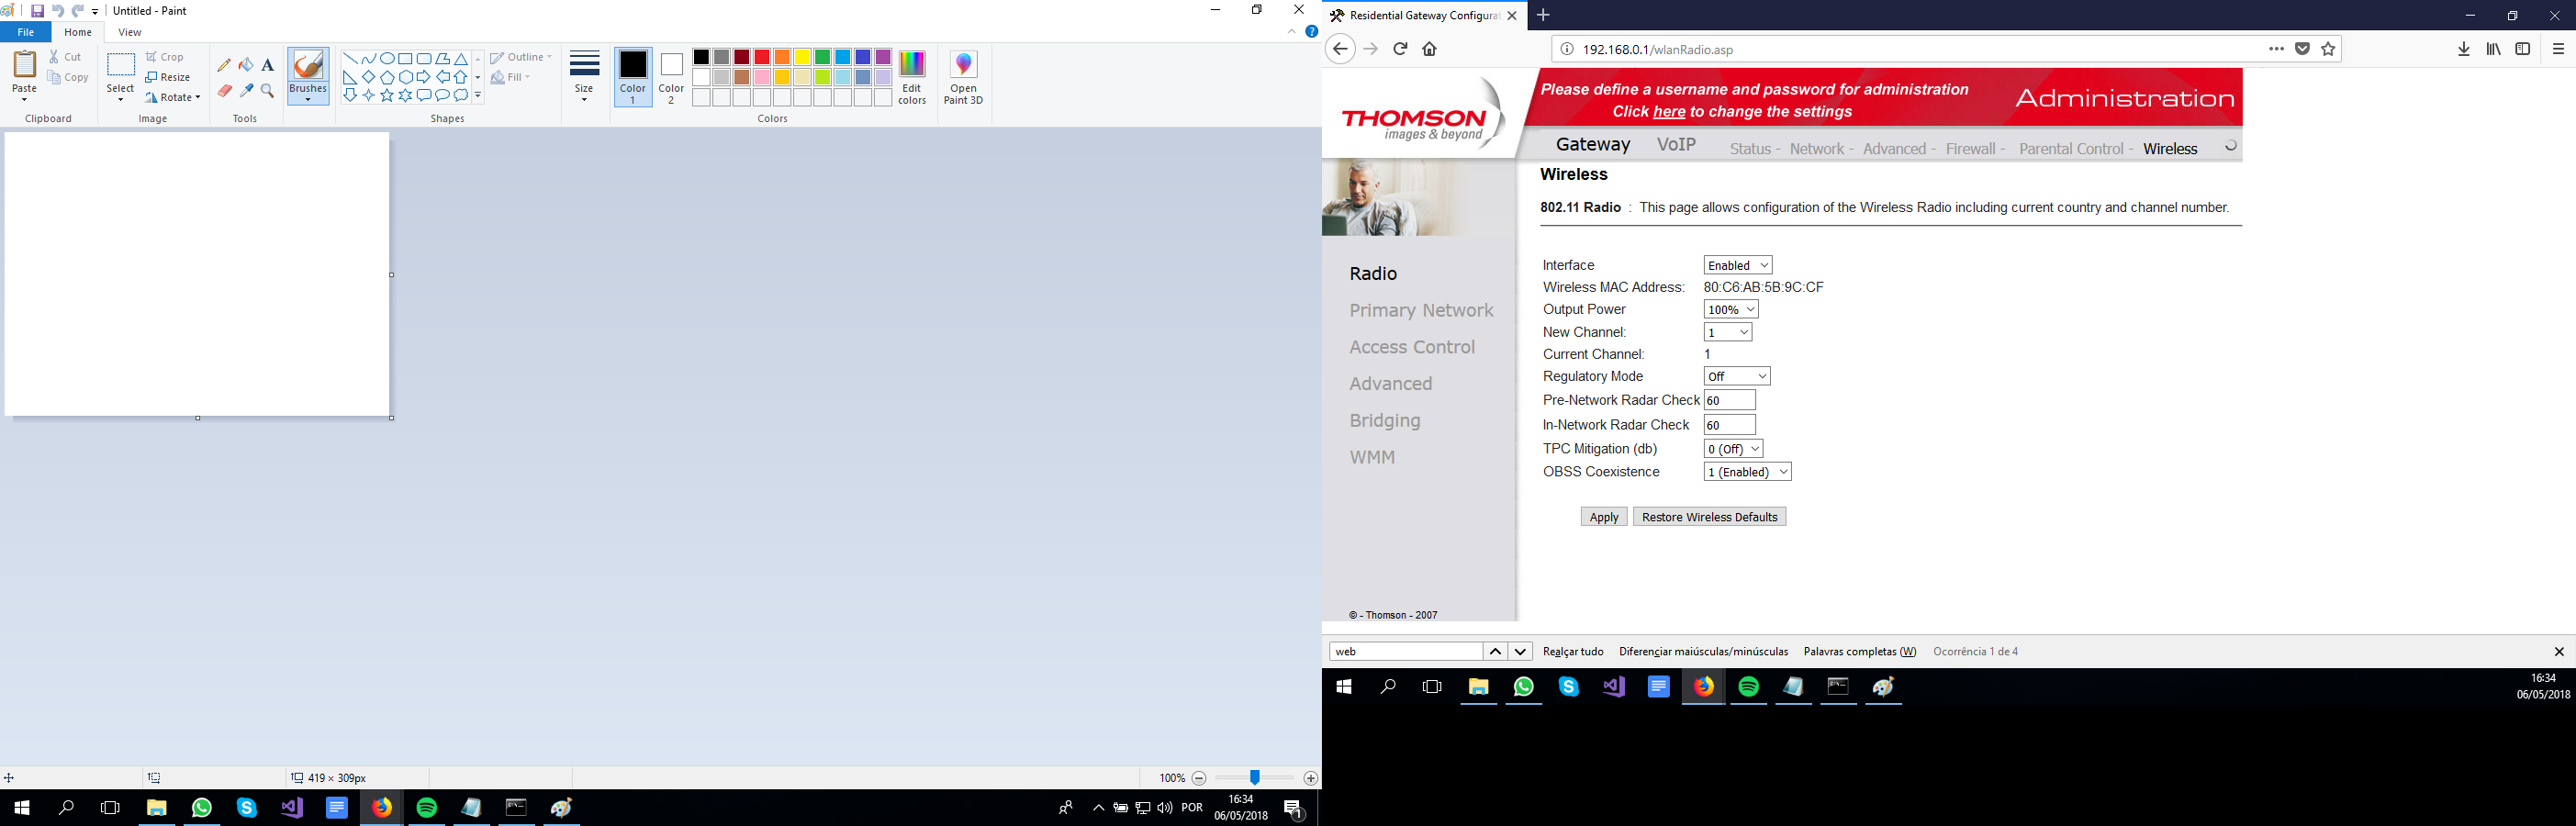 Untitled - Paint
File Home View
Paste
Cut
Copy
Clipboard
Select
Crop
Resize
Rotate
Image
A
Tools
Brushes
Shapes
Outline
Fill
Size
Color 1
Color 2
Edit colors
Open Paint 3D
Colors
419 × 309px
100%
POR
16:34
06/05/2018
1
Residential Gateway Configurat
192.168.0.1/wlanRadio.asp
THOMSON
images & beyond
Please define a username and password for administration
Click here to change the settings
Administration
Gateway VoIP Status - Network - Advanced - Firewall - Parental Control - Wireless
Radio
Primary Network
Access Control
Advanced
Bridging
WMM
© - Thomson - 2007
Wireless
802.11 Radio : This page allows configuration of the Wireless Radio including current country and channel number.
Interface Enabled
Wireless MAC Address: 80:C6:AB:5B:9C:CF
Output Power 100%
New Channel: 1
Current Channel: 1
Regulatory Mode Off
Pre-Network Radar Check 60
In-Network Radar Check 60
TPC Mitigation (db) 0 (Off)
OBSS Coexistence 1 (Enabled)
Apply Restore Wireless Defaults
web Realçar tudo Diferenciar maiúsculas/minúsculas Palavras completas (W) Ocorrência 1 de 4
16:34
06/05/2018